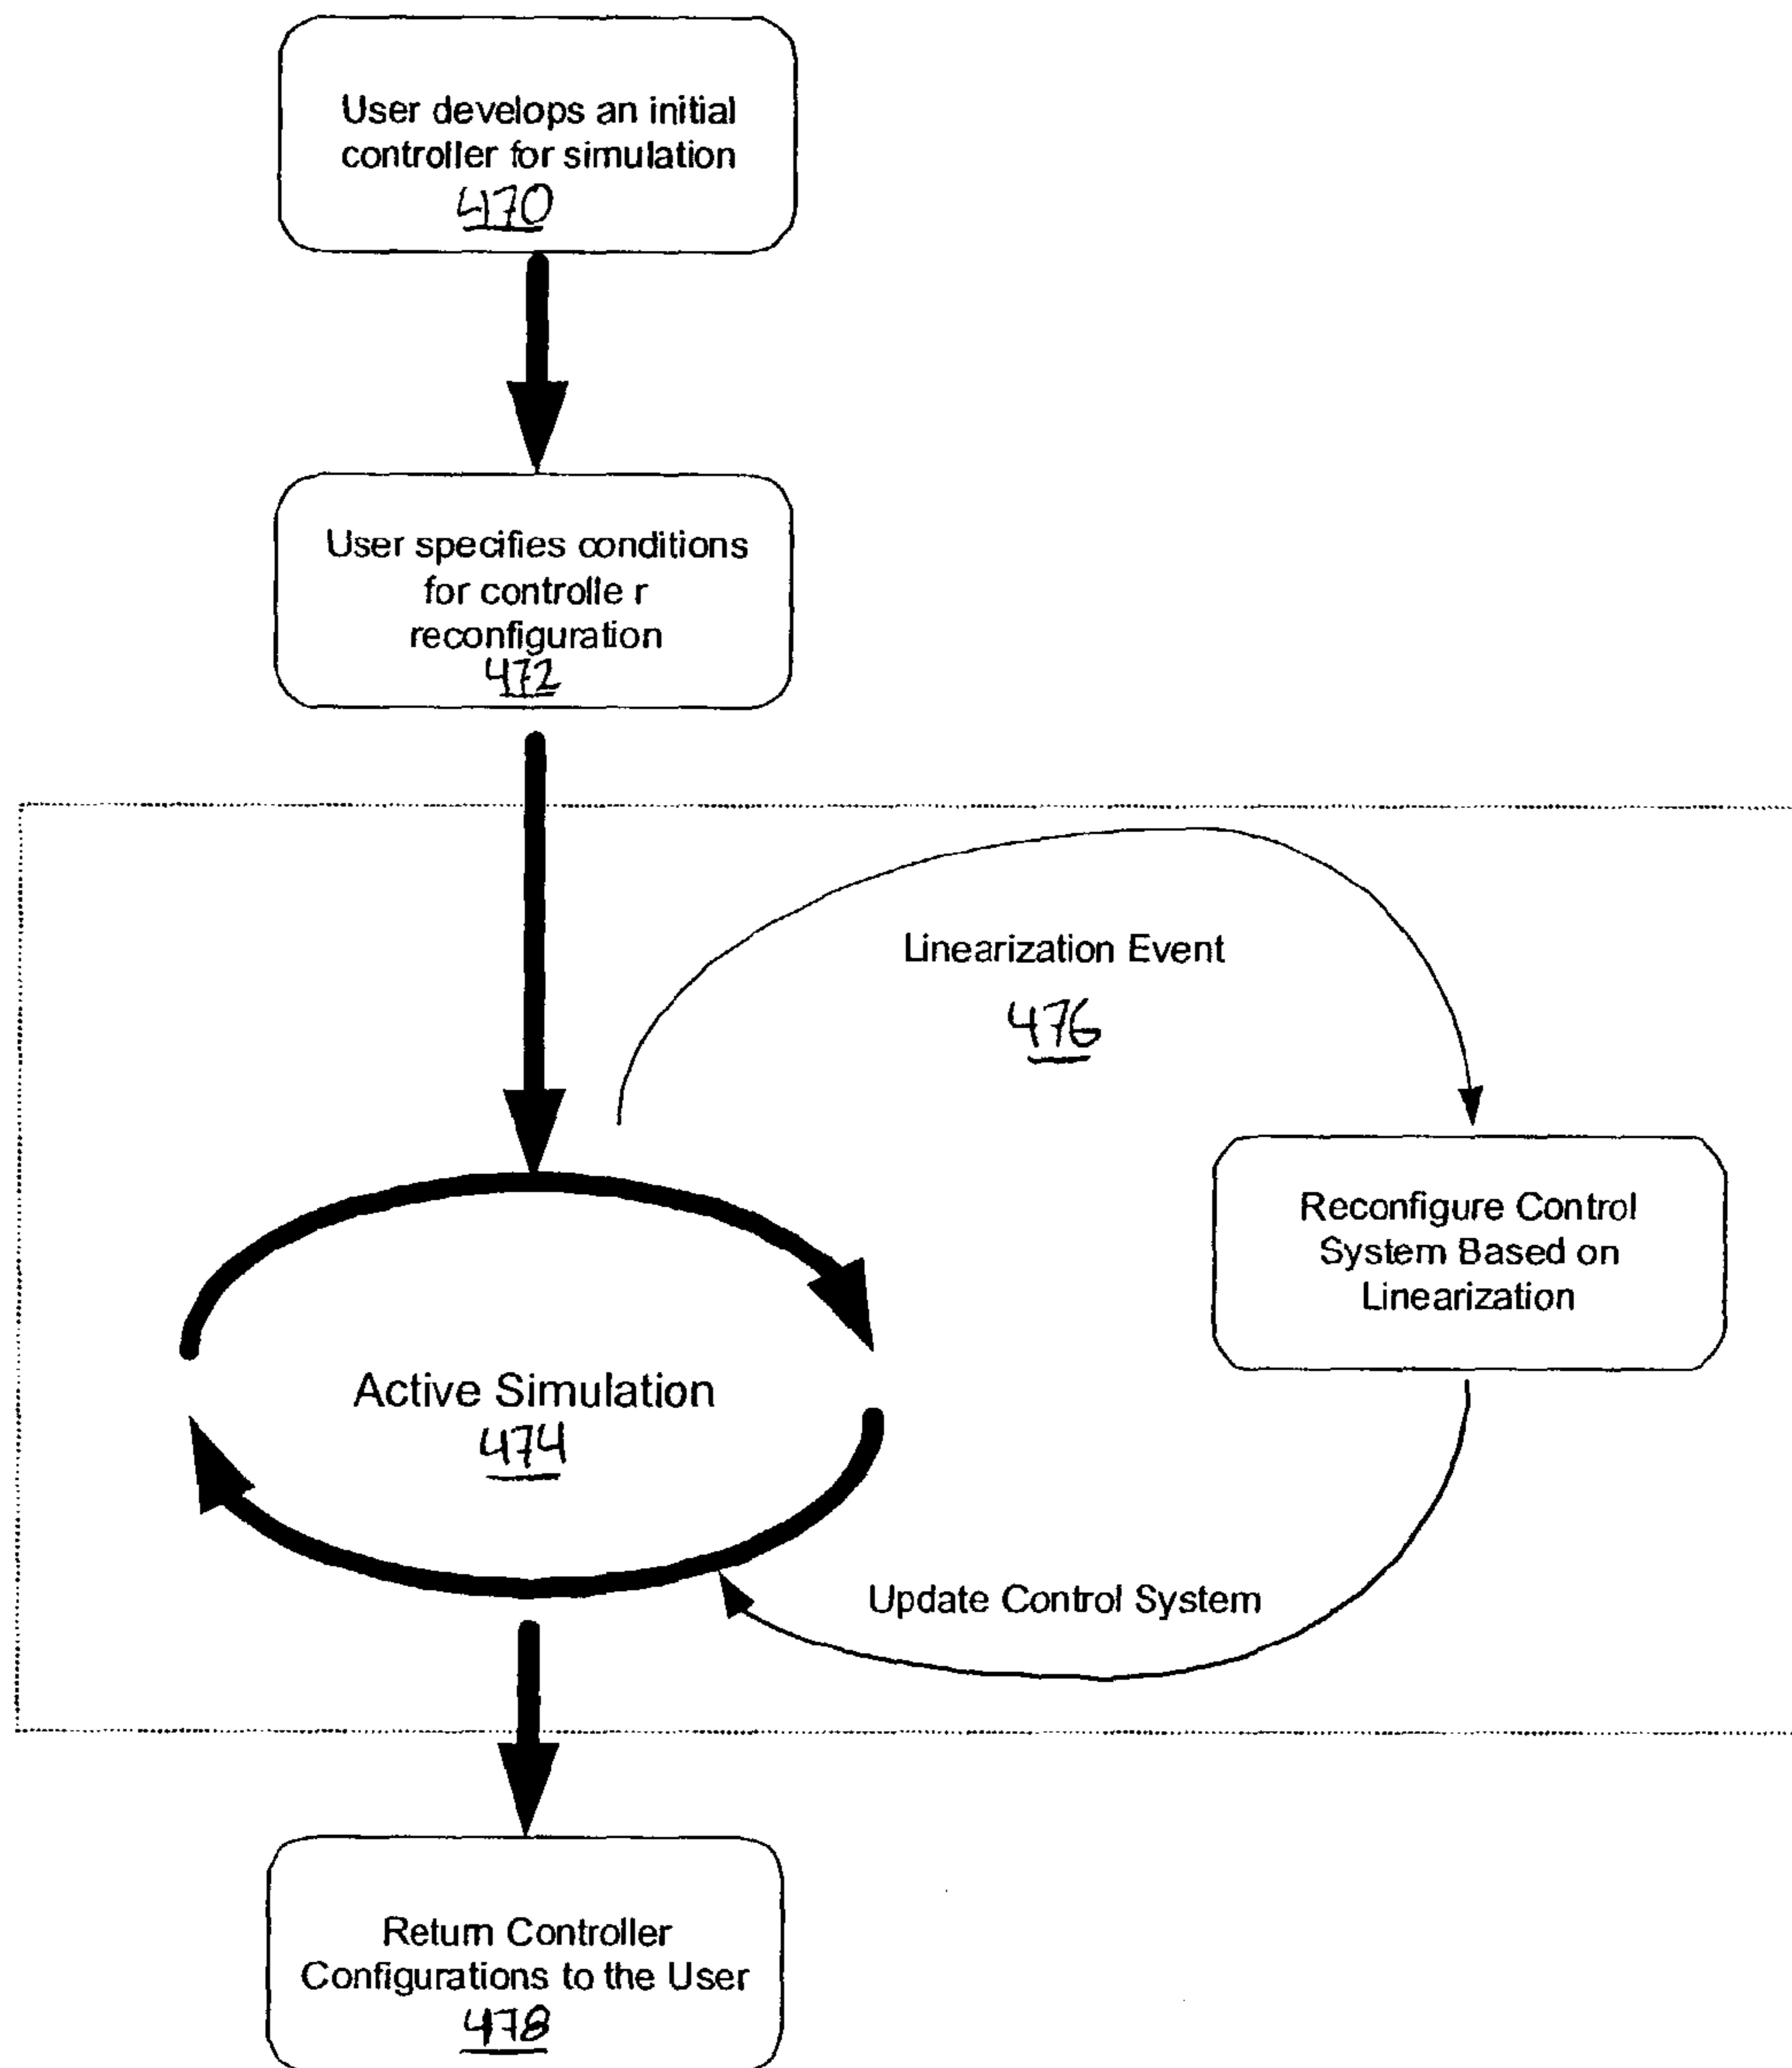 User develops an initial
controller for simulation
470
User specifies conditions
for controlle r
reconfiguration
472
Linearization Event
476
Reconfigure Control
System Based on
Linearization
Active Simulation
474
Update Control System
Return Controller
Configurations to the User
478